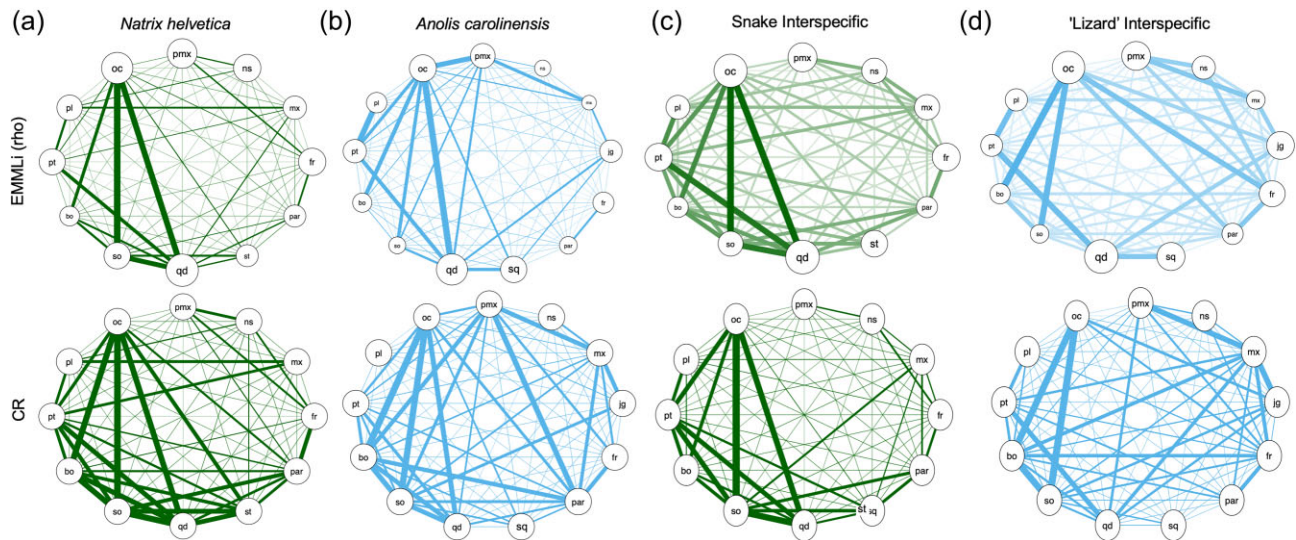 (a) Natrix helvetica
(b) Anolis carolinensis
(c) Snake Interspecific
(d) 'Lizard' Interspecific
EMMLi (rho)
oc pmx ns mx fr par st qd so bo pt pl
oc pmx ns jg fr par sq qd so bo pt pl
oc pmx ns mx fr par st qd so bo pt pl
oc pmx ns mx jg fr par sq qd so bo pt pl
CR
oc pmx ns mx fr par st qd so bo pt pl
oc pmx ns mx jg fr par sq qd so bo pt pl
oc pmx ns mx fr par st sq qd so bo pt pl
oc pmx ns mx jg fr par sq qd so bo pt pl